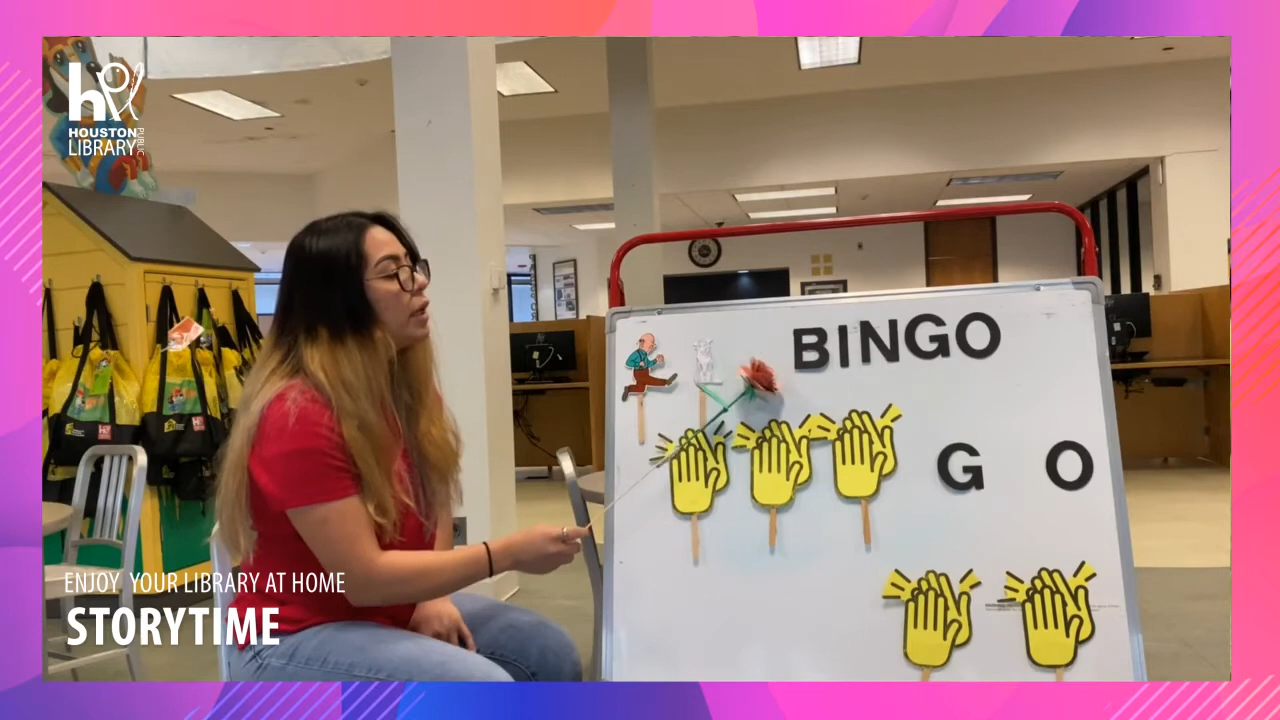 HOUSTON
LIBRARY
PUBLIC
ENJOY YOUR LIBRARY AT HOME
STORYTIME
BINGO
G O